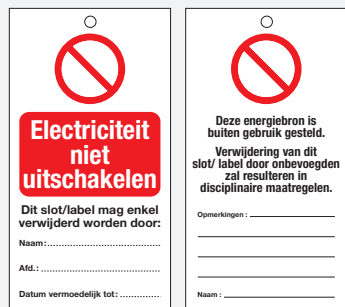 Electriciteit
niet
uitschakelen
Dit slot/label mag enkel
verwijderd worden door:
Naam:
Afd.:
Datum vermoedelijk tot:
Deze energiebron is
buiten gebruik gesteld.
Verwijdering van dit
slot/ label door onbevoegden
zal resulteren in
disciplinaire maatregelen.
Opmerkingen :
Naam :